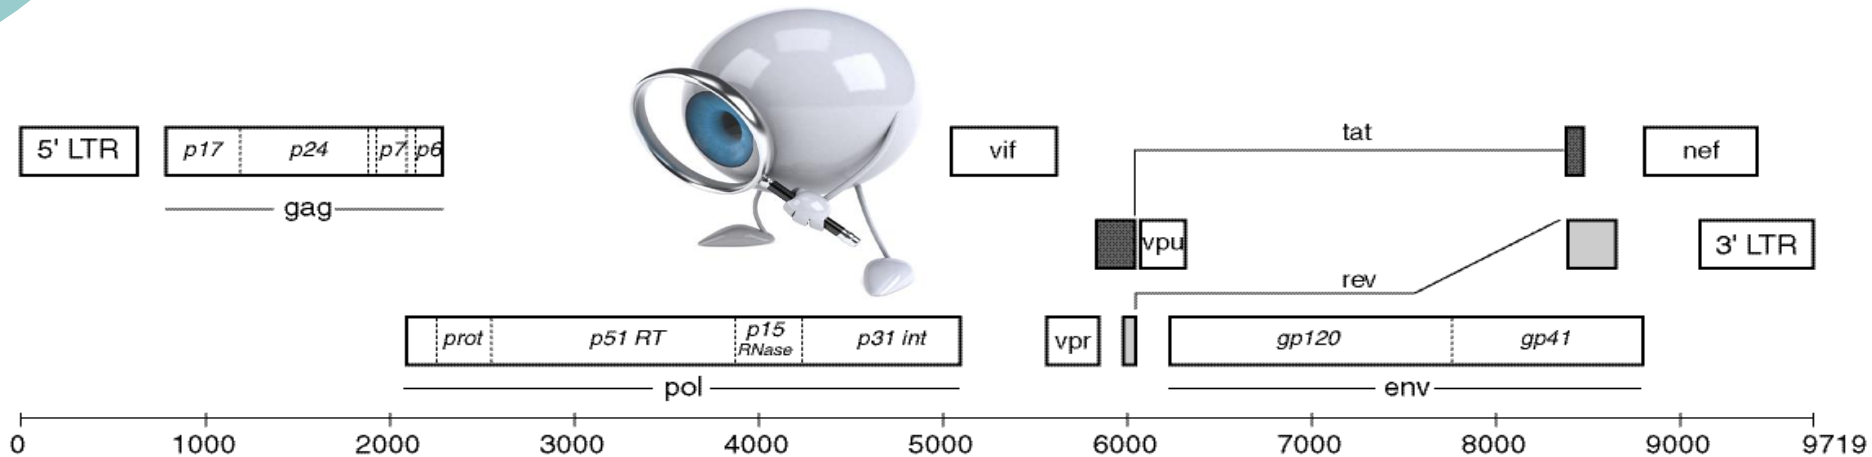 tat
5' LTR
p17
p24
p7
p6
vif
nef
gag
vpu
3' LTR
rev
prot
p51 RT
p15
RNase
p31 int
vpr
gp120
gp41
pol
env
0 1000 2000 3000 4000 5000 6000 7000 8000 9000 9719